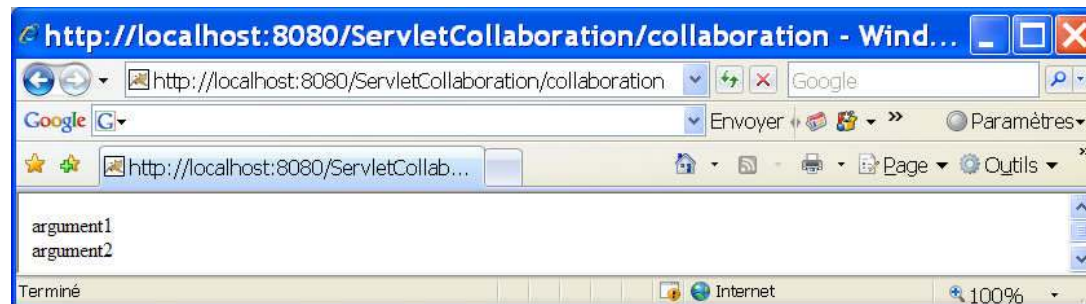 http://localhost:8080/ServletCollaboration/collaboration - Wind...
http://localhost:8080/ServletCollaboration/collaboration Google
Google G Envoyer » Paramètres
http://localhost:8080/ServletCollab... Page Outils »
argument1
argument2
Terminé Internet 100%